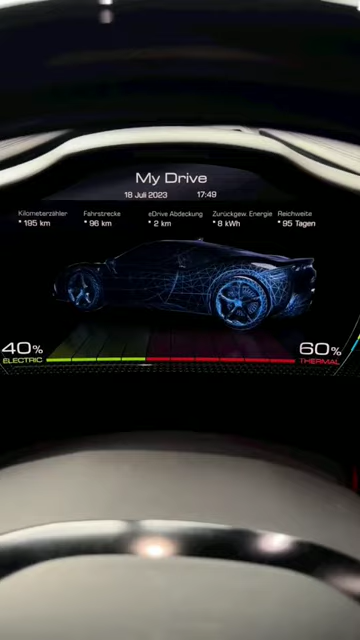 My Drive
18 Juli 2023 17:49
Kilometerzähler Fahrstrecke eDrive Abdeckung Zurückgew. Energie Reichweite
195 km 96 km 2 km 8 kWh 95 Tagen
40% 60%
ELECTRIC THERMAL